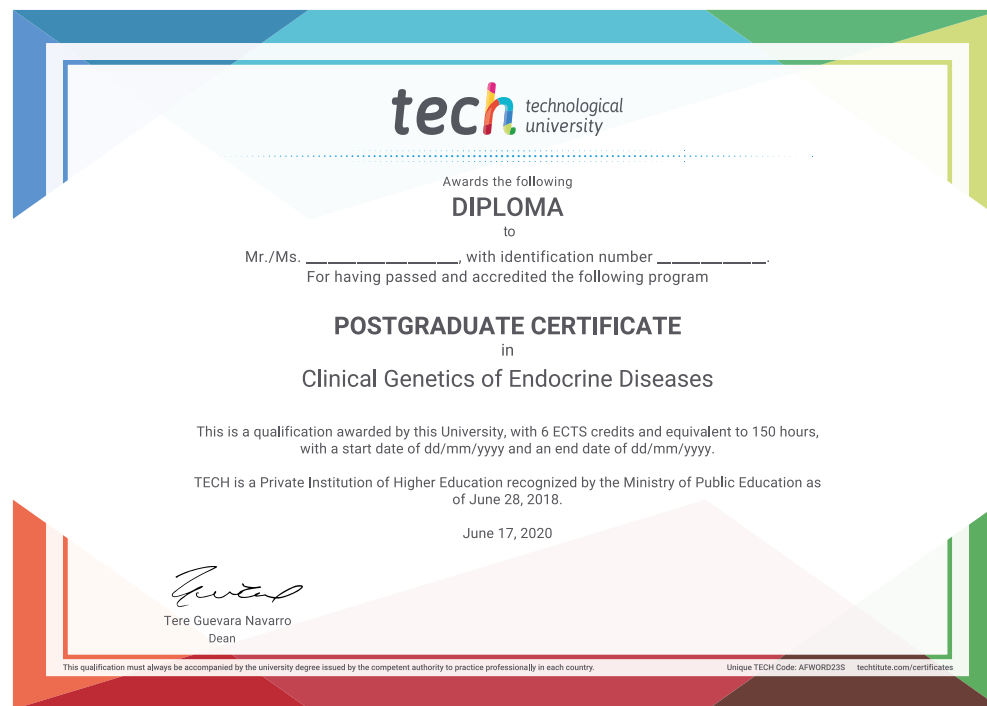 tech technological
university
Awards the following
DIPLOMA
to
Mr./Ms. ____________, with identification number _________.
For having passed and accredited the following program
POSTGRADUATE CERTIFICATE
in
Clinical Genetics of Endocrine Diseases
This is a qualification awarded by this University, with 6 ECTS credits and equivalent to 150 hours,
with a start date of dd/mm/yyyy and an end date of dd/mm/yyyy.
TECH is a Private Institution of Higher Education recognized by the Ministry of Public Education as
of June 28, 2018.
June 17, 2020
Tere Guevara Navarro
Dean
This qualification must always be accompanied by the university degree issued by the competent authority to practice professionally in each country.
Unique TECH Code: AFWORD23S techtitute.com/certificates